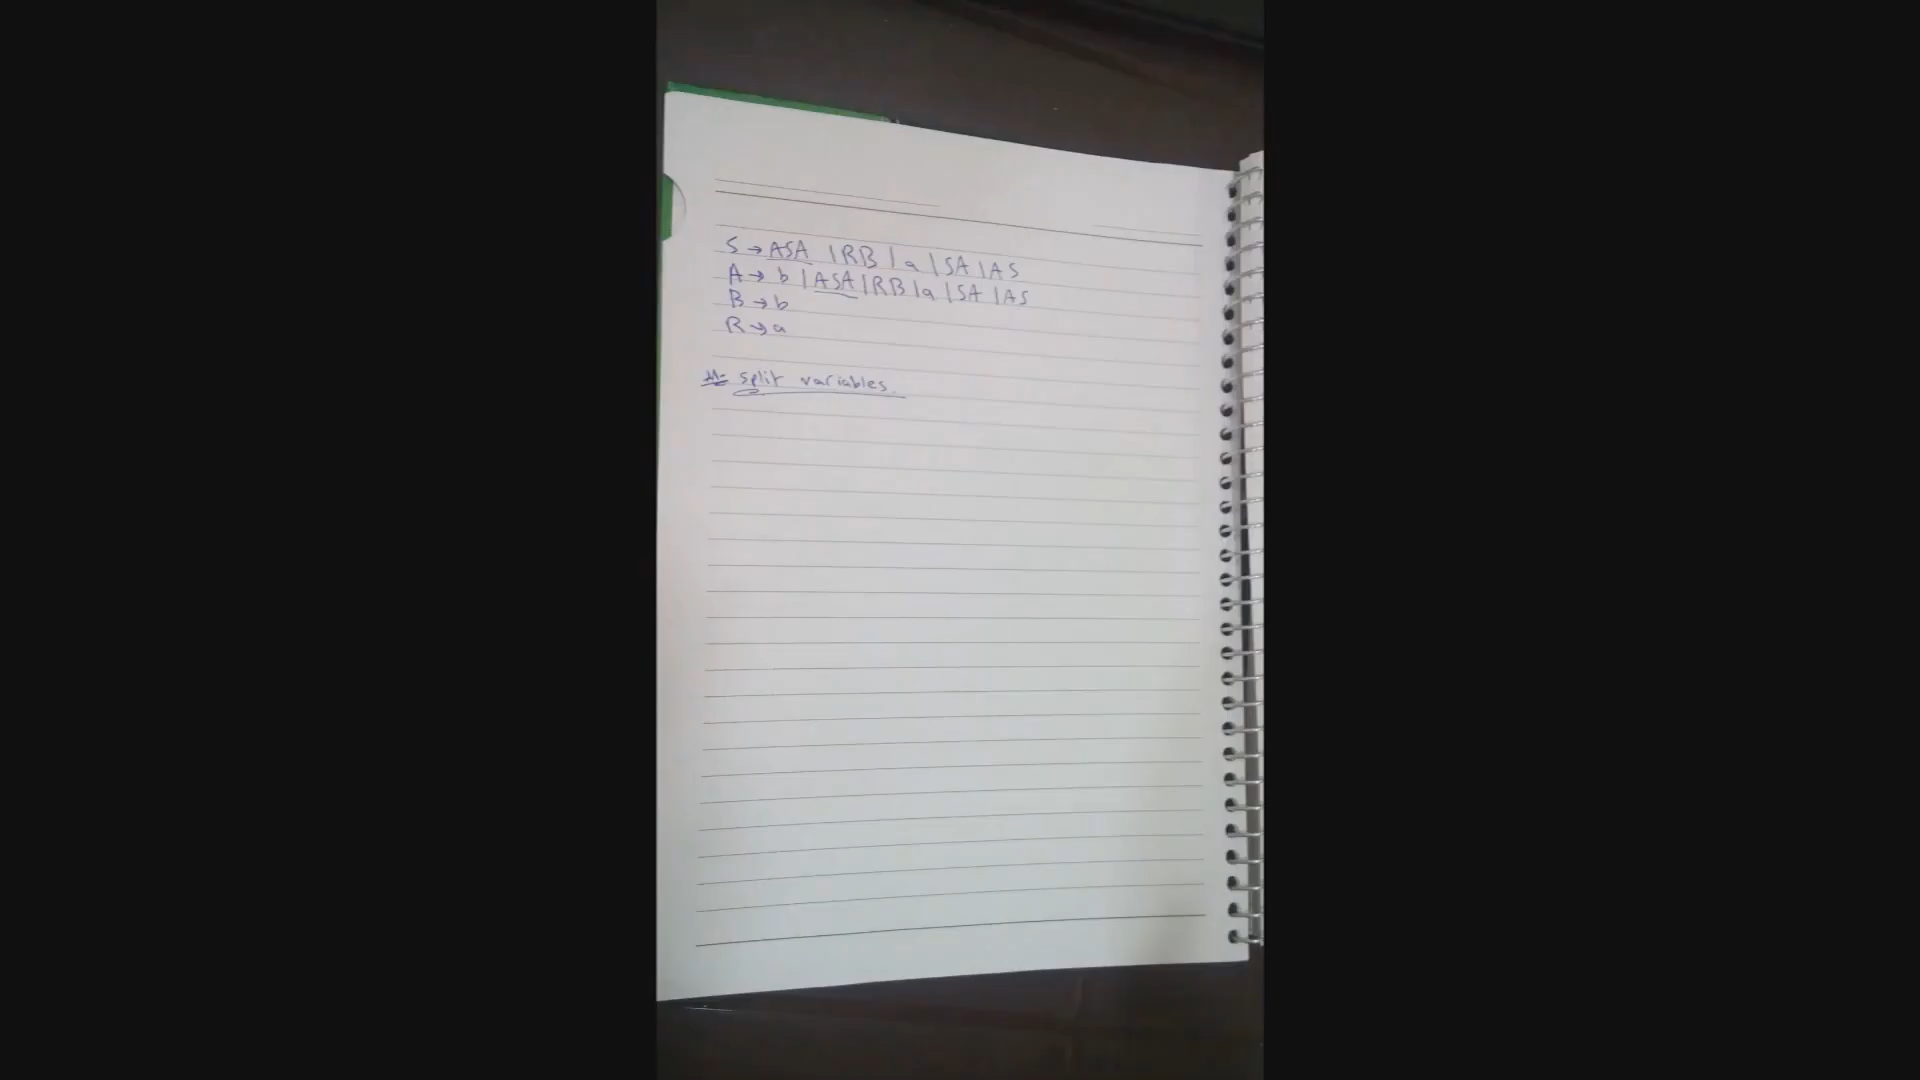 S → ASA | RB | a | SA | AS
A → b | ASA | RB | a | SA | AS
B → b
R → a
split variables.